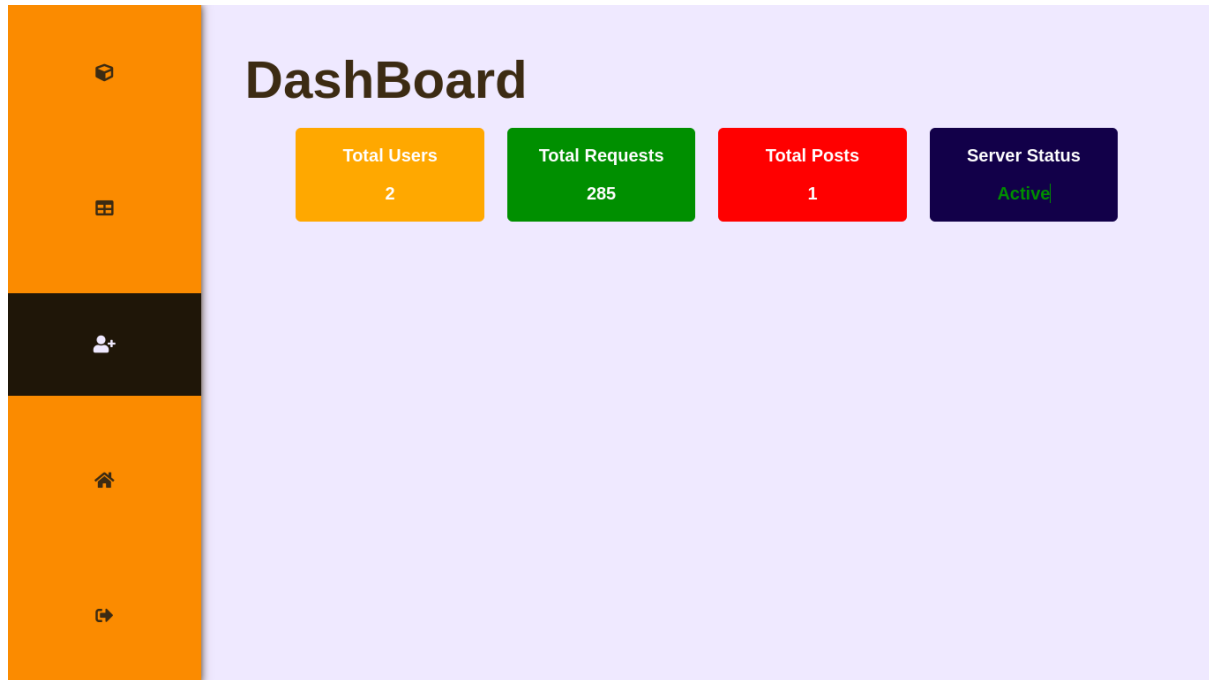 DashBoard
Total Users
2
Total Requests
285
Total Posts
1
Server Status
Active